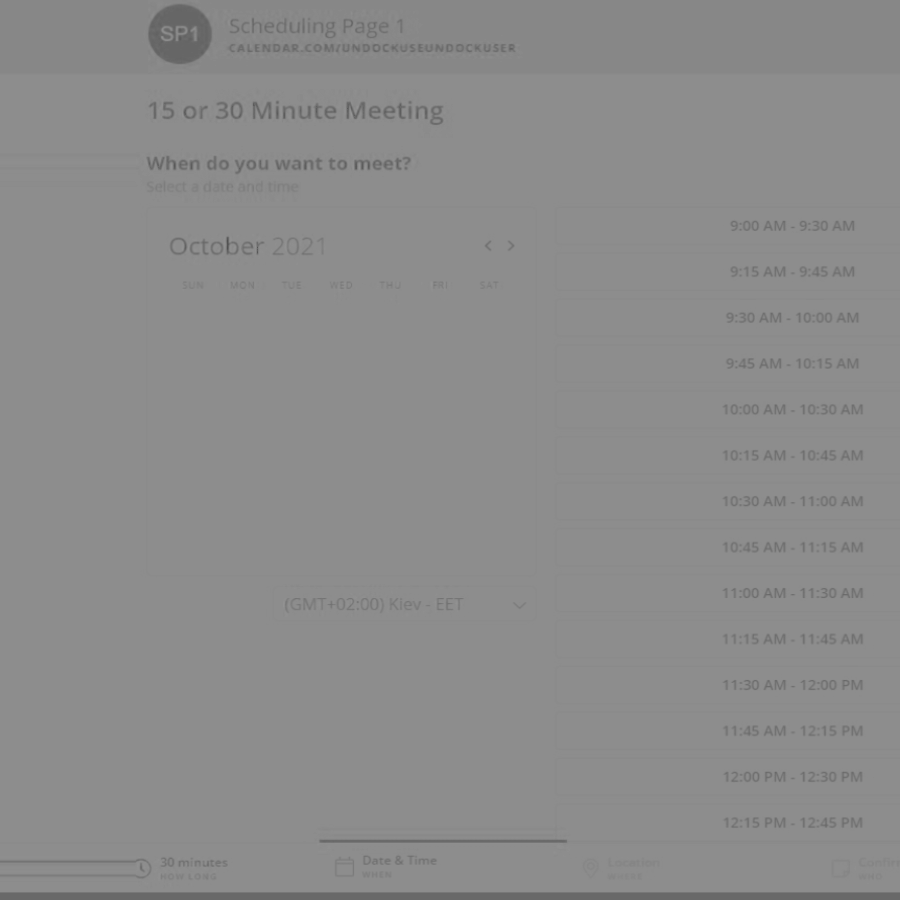 SP1
Scheduling Page 1
CALENDAR.COM/UNDOCKUSEUNDOCKUSER
15 or 30 Minute Meeting
When do you want to meet?
Select a date and time
October 2021
SUN MON TUE WED THU FRI SAT
(GMT+02:00) Kiev - EET
9:00 AM - 9:30 AM
9:15 AM - 9:45 AM
9:30 AM - 10:00 AM
9:45 AM - 10:15 AM
10:00 AM - 10:30 AM
10:15 AM - 10:45 AM
10:30 AM - 11:00 AM
10:45 AM - 11:15 AM
11:00 AM - 11:30 AM
11:15 AM - 11:45 AM
11:30 AM - 12:00 PM
11:45 AM - 12:15 PM
12:00 PM - 12:30 PM
12:15 PM - 12:45 PM
30 minutes
HOW LONG
Date & Time
WHEN
Location
WHERE
Confirm
WHO